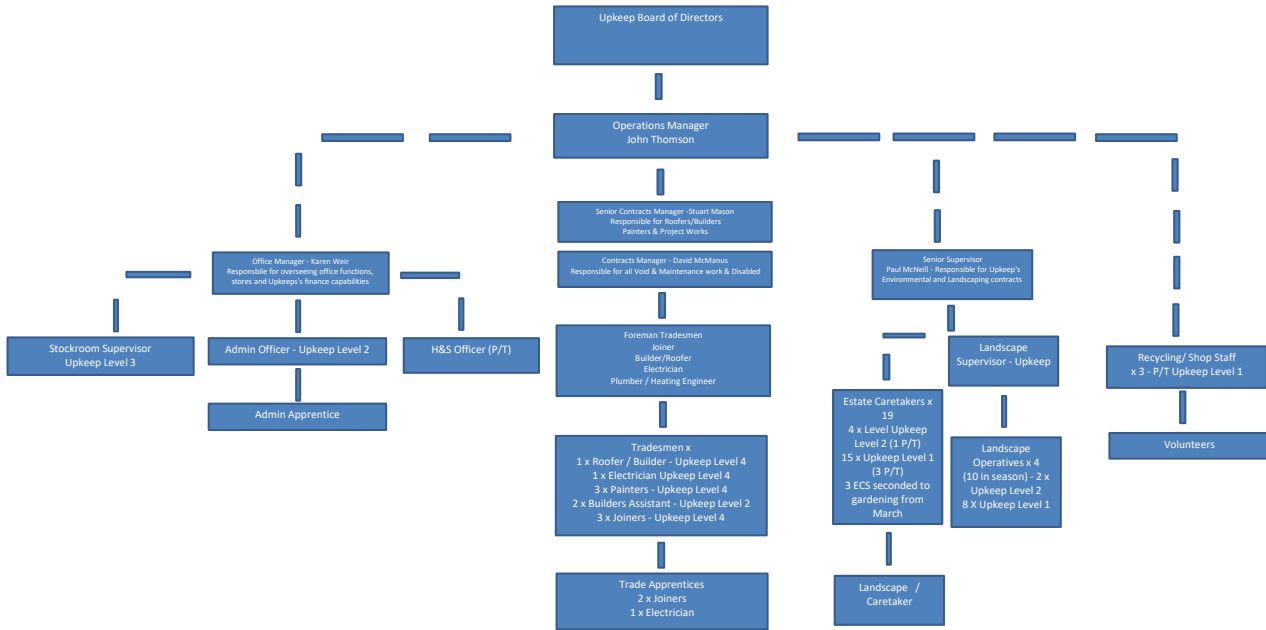 Upkeep Board of Directors
Operations Manager
John Thomson
Senior Contracts Manager -Stuart Mason
Responsible for Roofers/Builders
Painters & Project Works
Office Manager - Karen Weir
Responsbile for overseeing office functions,
stores and Upkeeps's finance capabilities
Contracts Manager - David McManus
Responsible for all Void & Maintenance work & Disabled
Senior Supervisor
Paul McNeill - Responsible for Upkeep's
Environmental and Landscaping contracts
Stockroom Supervisor
Upkeep Level 3
Admin Officer - Upkeep Level 2
H&S Officer (P/T)
Foreman Tradesmen
Joiner
Builder/Roofer
Electrician
Plumber / Heating Engineer
Landscape
Supervisor - Upkeep
Recycling/ Shop Staff
x 3 - P/T Upkeep Level 1
Admin Apprentice
Estate Caretakers x
19
4 x Level Upkeep
Level 2 (1 P/T)
15 x Upkeep Level 1
(3 P/T)
3 ECS seconded to
gardening from
March
Volunteers
Tradesmen x
1 x Roofer / Builder - Upkeep Level 4
1 x Electrician Upkeep Level 4
3 x Painters - Upkeep Level 4
2 x Builders Assistant - Upkeep Level 2
3 x Joiners - Upkeep Level 4
Landscape
Operatives x 4
(10 in season) - 2 x
Upkeep Level 2
8 X Upkeep Level 1
Trade Apprentices
2 x Joiners
1 x Electrician
Landscape / 
Caretaker